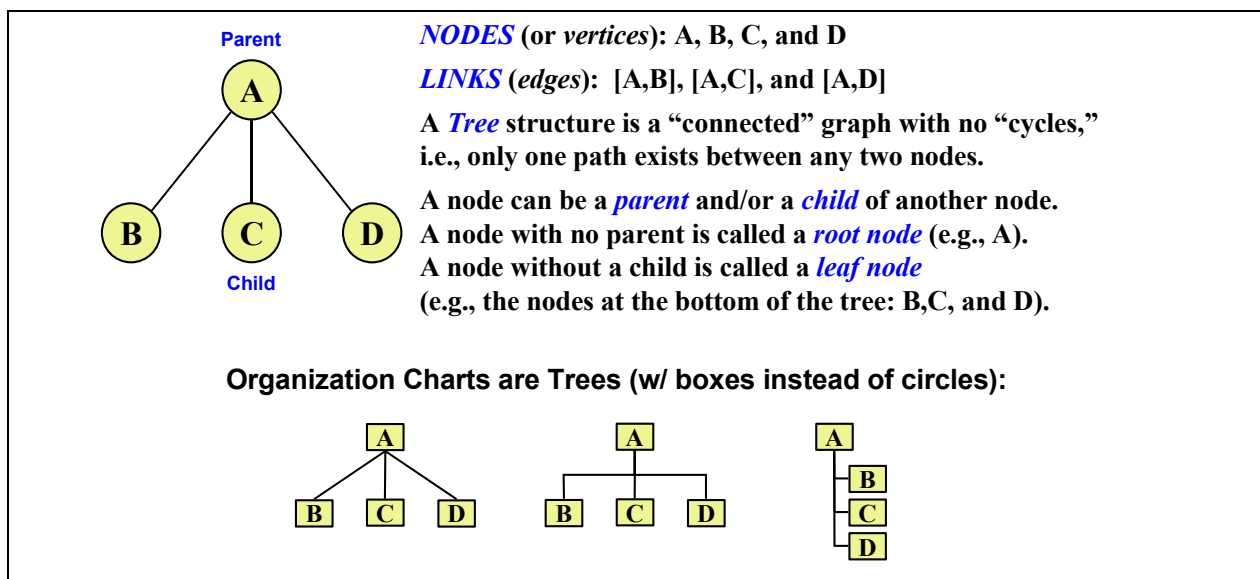 Parent
A
B
C
D
Child
NODES (or vertices): A, B, C, and D
LINKS (edges): [A,B], [A,C], and [A,D]
A Tree structure is a “connected” graph with no “cycles,”
i.e., only one path exists between any two nodes.
A node can be a parent and/or a child of another node.
A node with no parent is called a root node (e.g., A).
A node without a child is called a leaf node
(e.g., the nodes at the bottom of the tree: B,C, and D).
Organization Charts are Trees (w/ boxes instead of circles):
A
B C D
A
B C D
A
B
C
D